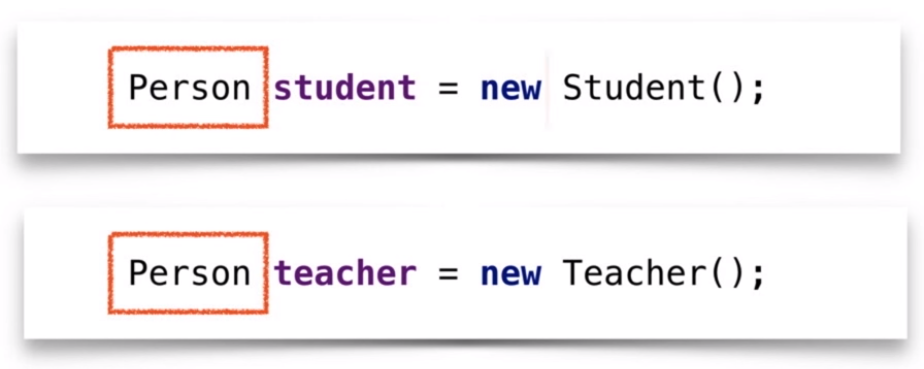 Person student = new Student();
Person teacher = new Teacher();